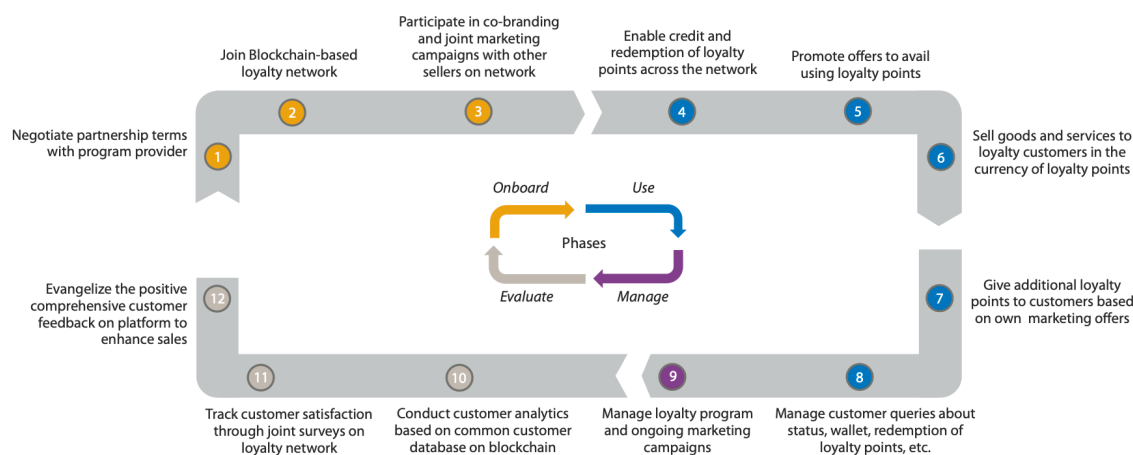 Join Blockchain-based
loyalty network
2
Participate in co-branding
and joint marketing
campaigns with other
sellers on network
3
Enable credit and
redemption of loyalty
points across the network
4
Promote offers to avail
using loyalty points
5
Negotiate partnership terms
with program provider
1
Sell goods and services to
loyalty customers in the
currency of loyalty points
6
Onboard
Use
Phases
Evaluate
Manage
Evangelize the positive
comprehensive customer
feedback on platform to
enhance sales
12
Give additional loyalty
points to customers based
on own marketing offers
7
11
Track customer satisfaction
through joint surveys on
loyalty network
10
Conduct customer analytics
based on common customer
database on blockchain
9
Manage loyalty program
and ongoing marketing
campaigns
8
Manage customer queries about
status, wallet, redemption of
loyalty points, etc.